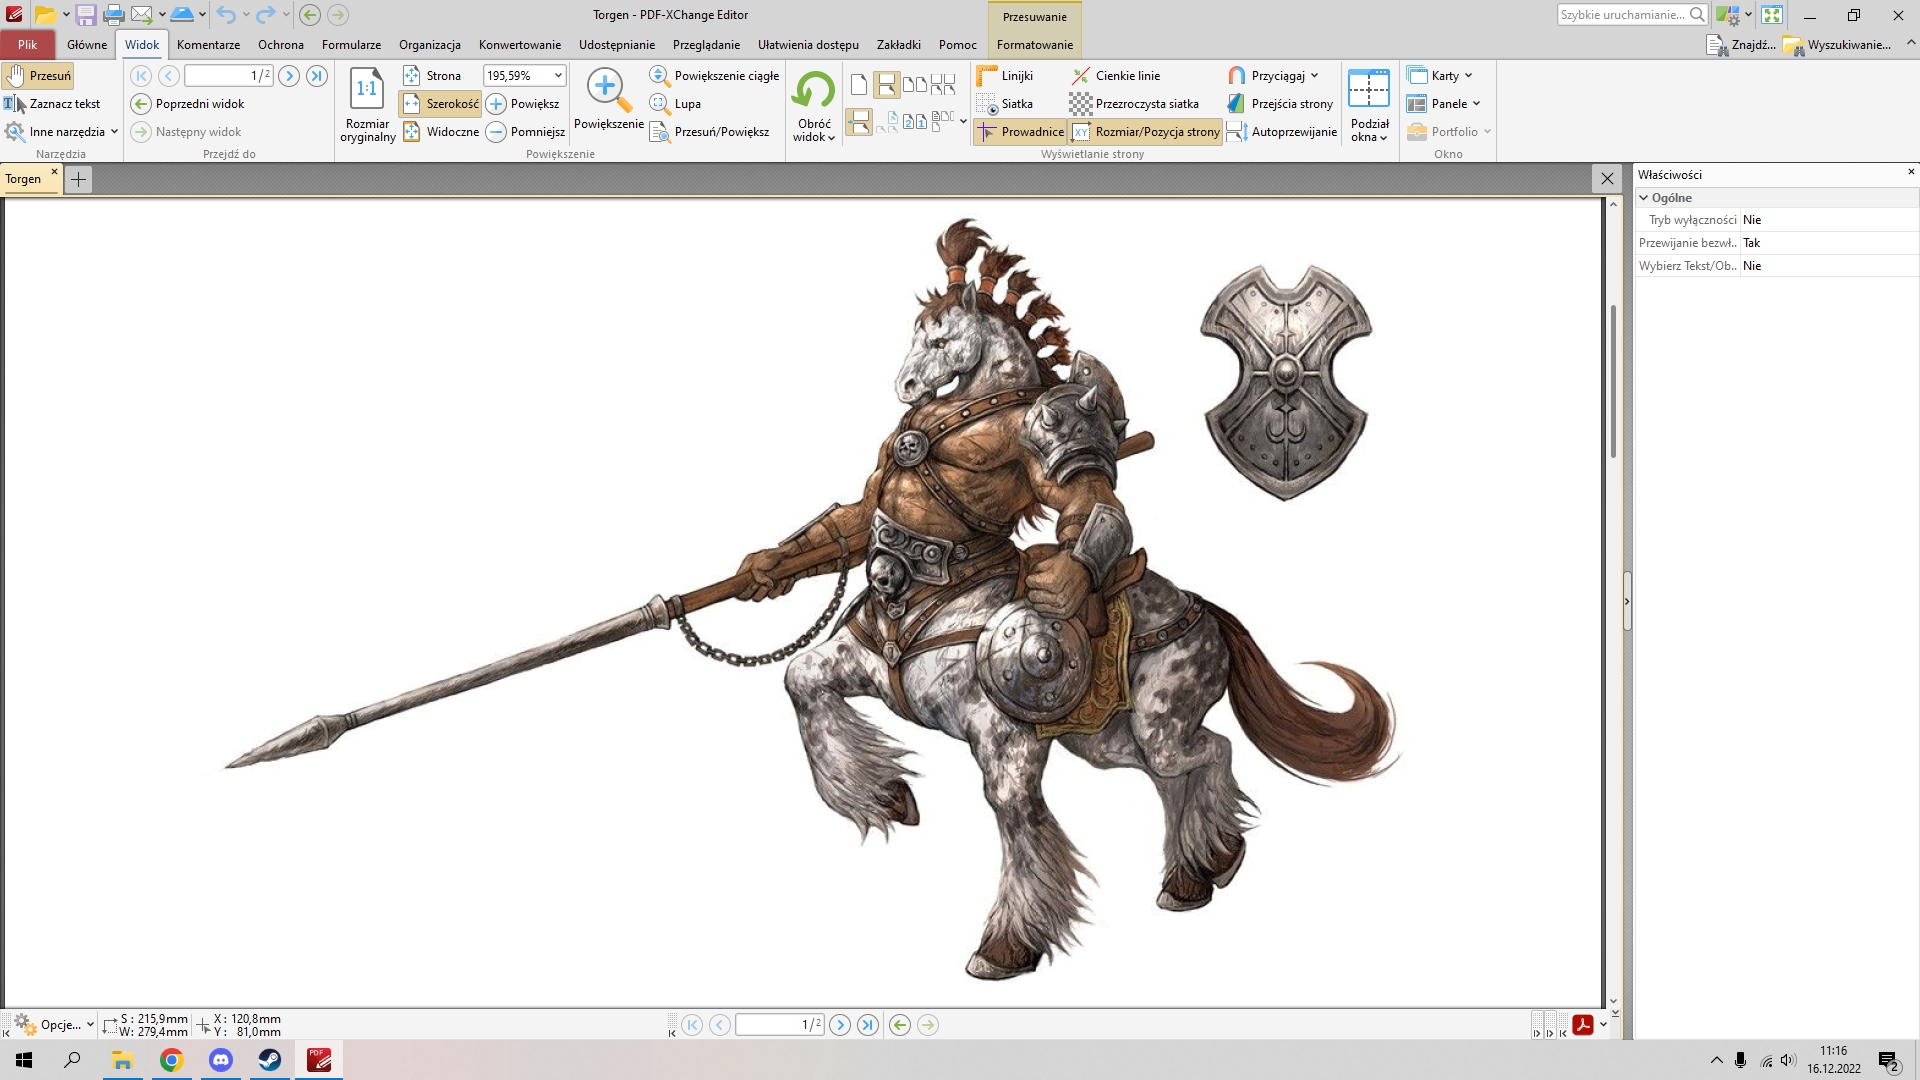 Torgen - PDF-XChange Editor
Przesuwanie
Szybkie uruchamianie...
Plik
Główne
Widok
Komentarze
Ochrona
Formularze
Organizacja
Konwertowanie
Udostępnianie
Przeglądanie
Ułatwienia dostępu
Zakładki
Pomoc
Formatowanie
Znajdź...
Wyszukiwanie...
Przesuń
Zaznacz tekst
Inne narzędzia
Narzędzia
1/2
Poprzedni widok
Następny widok
Przejdź do
1:1
Rozmiar
oryginalny
Strona
Szerokość
Widoczne
195,59%
Powiększ
Pomniejsz
Powiększenie
Powiększenie ciągłe
Lupa
Przesuń/Powiększ
Powiększenie
Obróć
widok
Linijki
Siatka
Prowadnice
Cienkie linie
Przezroczysta siatka
Rozmiar/Pozycja strony
Przyciągaj
Przejścia strony
Autoprzewijanie
Wyświetlanie strony
Podział
okna
Karty
Panele
Portfolio
Okno
Torgen
Właściwości
Ogólne
Tryb wyłączności Nie
Przewijanie bezwł.. Tak
Wybierz Tekst/Ob.. Nie
Opcje...
S : 215,9mm
W: 279,4mm
X : 120,8mm
Y : 81,0mm
1/2
PDF
11:16
16.12.2022
2